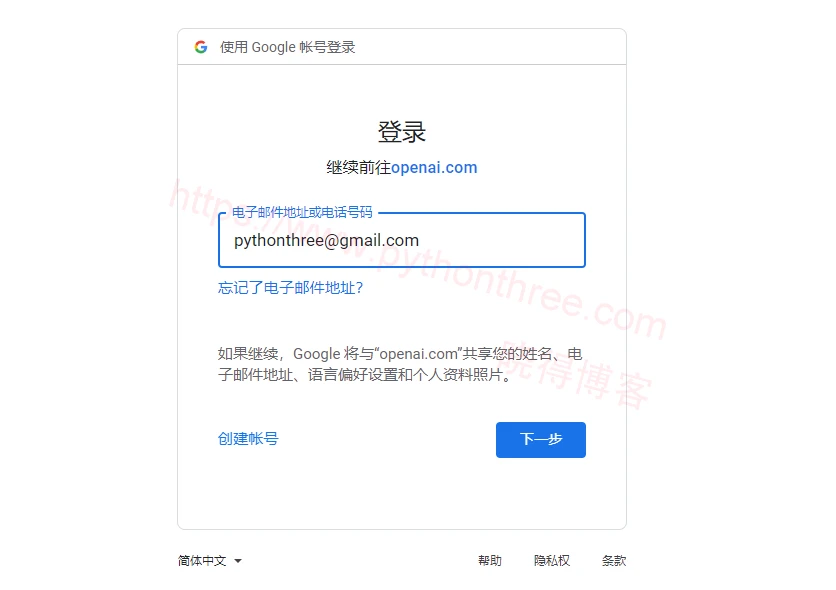 使用 Google 帐号登录
登录
继续前往openai.com
电子邮件地址或电话号码
pythonthree@gmail.com
忘记了电子邮件地址?
如果继续，Google 将与“openai.com”共享您的姓名、电
子邮件地址、语言偏好设置和个人资料照片。
创建帐号
下一步
简体中文
帮助
隐私权
条款
https://www.pythonthree.com
晓得博客